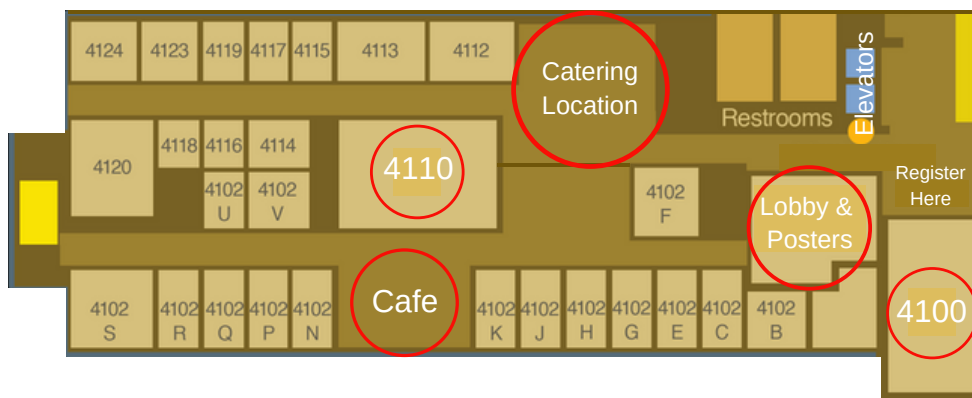 4124
4123
4119
4117
4115
4113
4112
Catering
Location
Elevators
Restrooms
4120
4118
4116
4114
4110
4102
U
4102
V
4102
F
Register
Here
Lobby &
Posters
4102
S
4102
R
4102
Q
4102
P
4102
N
Cafe
4102
K
4102
J
4102
H
4102
G
4102
E
4102
C
4102
B
4100